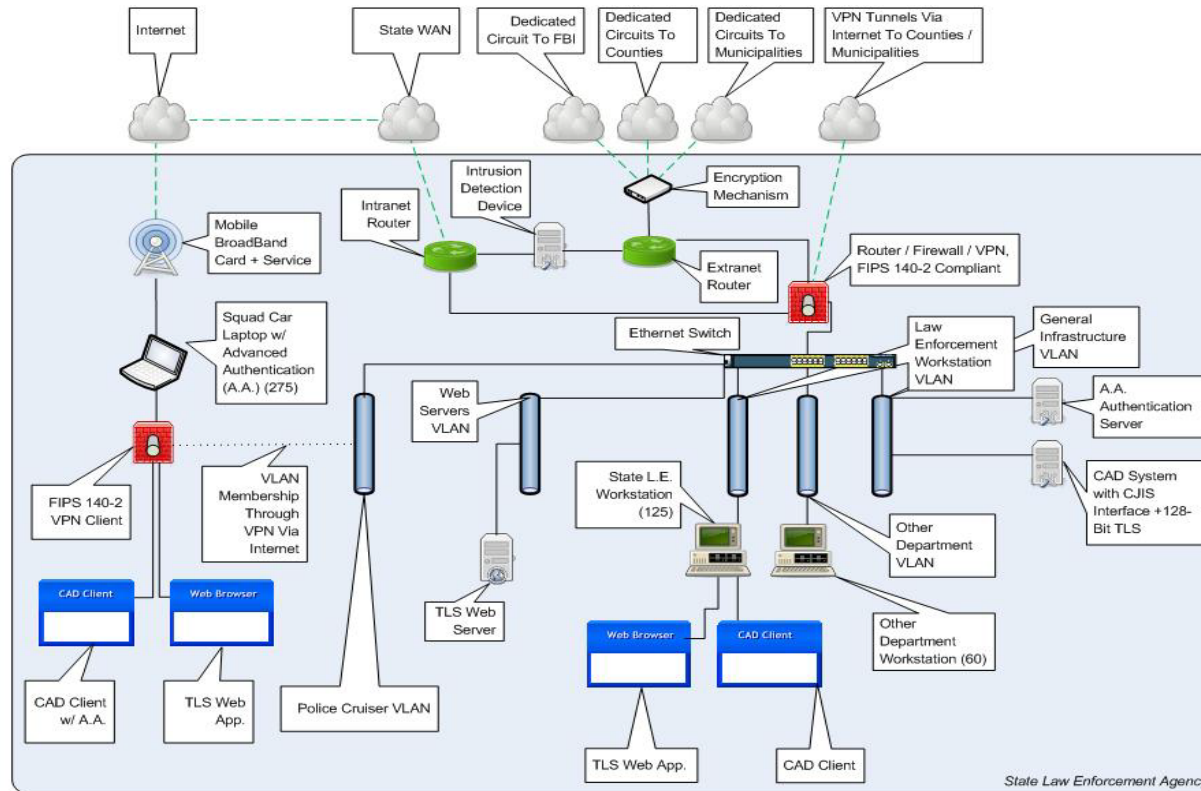 Internet
State WAN
Dedicated
Circuit To FBI
Dedicated
Circuits To
Counties
Dedicated
Circuits To
Municipalities
VPN Tunnels Via
Internet To Counties /
Municipalities
Intrusion
Detection
Device
Encryption
Mechanism
Intranet
Router
Mobile
BroadBand
Card + Service
Extranet
Router
Router / Firewall / VPN,
FIPS 140-2 Compliant
Squad Car
Laptop w/
Advanced
Authentication
(A.A.) (275)
Ethernet Switch
Law
Enforcement
Workstation
VLAN
General
Infrastructure
VLAN
Web
Servers
VLAN
A.A.
Authentication
Server
FIPS 140-2
VPN Client
VLAN
Membership
Through
VPN Via
Internet
State L.E.
Workstation
(125)
CAD System
with CJIS
Interface +128-
Bit TLS
Other
Department
VLAN
TLS Web
Server
CAD Client
Web Browser
Web Browser
CAD Client
Other
Department
Workstation (60)
CAD Client
w/ A.A.
TLS Web
App.
Police Cruiser VLAN
TLS Web App.
CAD Client
State Law Enforcement Agenc